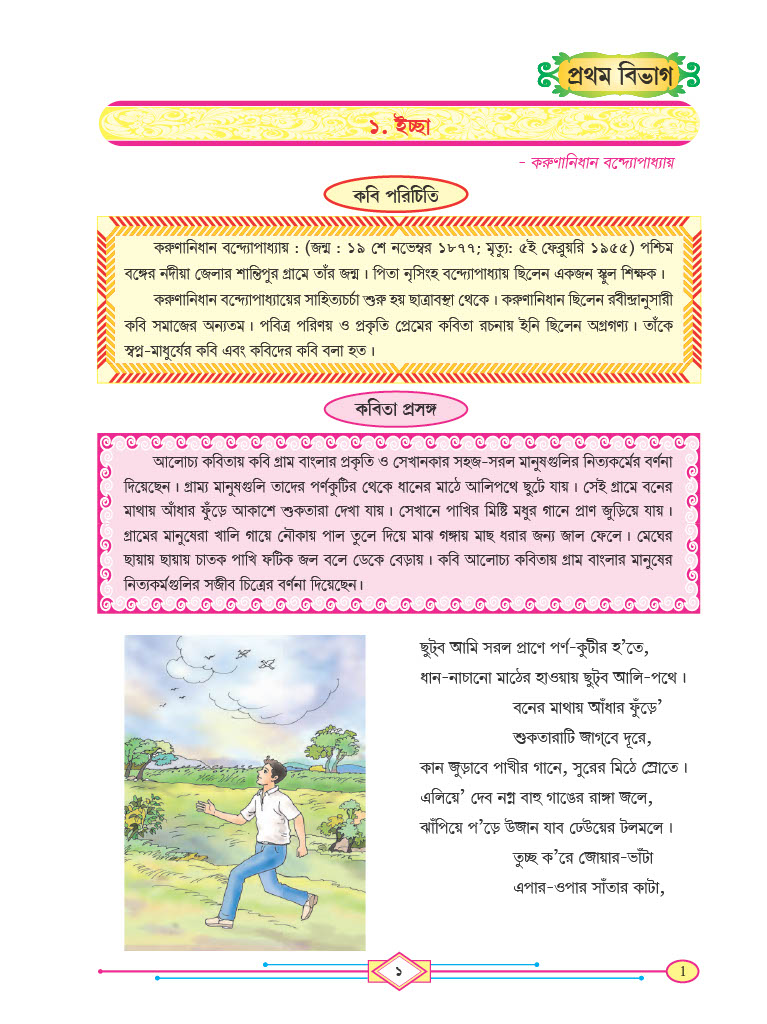 প্রথম বিভাগ
১. ইচ্ছা
- করুণানিধান বন্দ্যোপাধ্যায়
কবি পরিচিতি
করুণানিধান বন্দ্যোপাধ্যায় : (জন্ম : ১৯ শে নভেম্বর ১৮৭৭; মৃত্যু: ৫ই ফেব্রুয়রি ১৯৫৫) পশ্চিম
বঙ্গের নদীয়া জেলার শান্তিপুর গ্রামে তাঁর জন্ম। পিতা নৃসিংহ বন্দ্যোপাধ্যায় ছিলেন একজন স্কুল শিক্ষক।
করুণানিধান বন্দ্যোপাধ্যায়ের সাহিত্যচর্চা শুরু হয় ছাত্রাবস্থা থেকে। করুণানিধান ছিলেন রবীন্দ্রানুসারী
কবি সমাজের অন্যতম। পবিত্র পরিণয় ও প্রকৃতি প্রেমের কবিতা রচনায় ইনি ছিলেন অগ্রগণ্য। তাঁকে
স্বপ্ন-মাধুর্যের কবি এবং কবিদের কবি বলা হত।
কবিতা প্রসঙ্গ
আলোচ্য কবিতায় কবি গ্রাম বাংলার প্রকৃতি ও সেখানকার সহজ-সরল মানুষগুলির নিত্যকর্মের বর্ণনা
দিয়েছেন। গ্রাম্য মানুষগুলি তাদের পর্ণকুটির থেকে ধানের মাঠে আলিপথে ছুটে যায়। সেই গ্রামে বনের
মাথায় আঁধার ফুঁড়ে আকাশে শুকতারা দেখা যায়। সেখানে পাখির মিষ্টি মধুর গানে প্রাণ জুড়িয়ে যায়।
গ্রামের মানুষেরা খালি গায়ে নৌকায় পাল তুলে দিয়ে মাঝ গঙ্গায় মাছ ধরার জন্য জাল ফেলে। মেঘের
ছায়ায় ছায়ায় চাতক পাখি ফটিক জল বলে ডেকে বেড়ায়। কবি আলোচ্য কবিতায় গ্রাম বাংলার মানুষের
নিত্যকর্মগুলির সজীব চিত্রের বর্ণনা দিয়েছেন।
ছুট্‌ব আমি সরল প্রাণে পর্ণ-কুটীর হ’তে,
ধান-নাচানো মাঠের হাওয়ায় ছুট্‌ব আলি-পথে।
বনের মাথায় আঁধার ফুঁড়ে’
শুকতারাটি জাগ্‌বে দূরে,
কান জুড়াবে পাখীর গানে, সুরের মিঠে স্রোতে।
এলিয়ে’ দেব নগ্ন বাহু গাঙের রাঙ্গা জলে,
ঝাঁপিয়ে প’ড়ে উজান যাব ঢেউয়ের টলমলে।
তুচ্ছ ক’রে জোয়ার-ভাঁটা
এপার-ওপার সাঁতার কাটা,
১
1